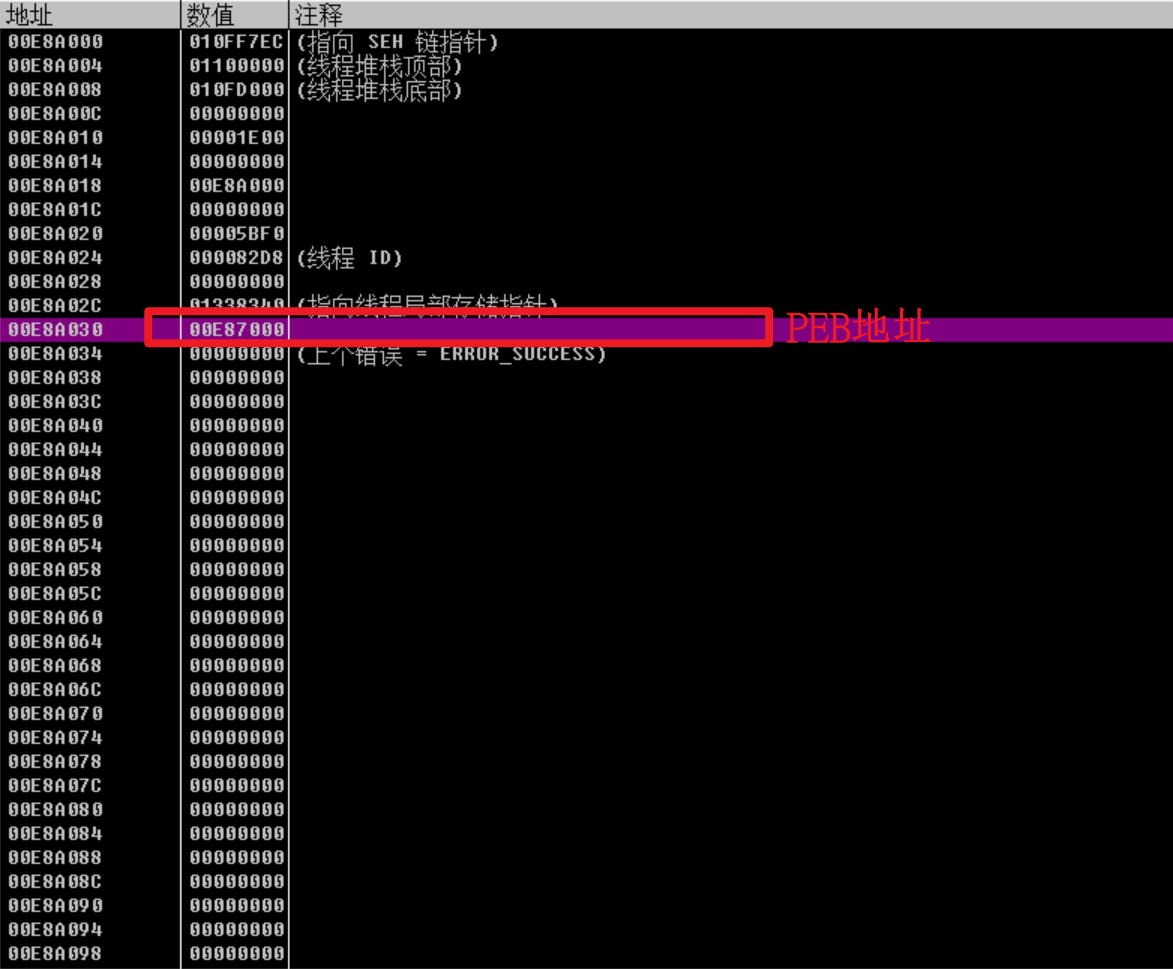 地址 数值 注释
00E8A000 010FF7EC (指向 SEH 链指针)
00E8A004 01100000 (线程堆栈顶部)
00E8A008 010FD000 (线程堆栈底部)
00E8A00C 00000000
00E8A010 00001E00
00E8A014 00000000
00E8A018 00E8A000
00E8A01C 00000000
00E8A020 00005BF0
00E8A024 000082D8 (线程 ID)
00E8A028 00000000
00E8A02C 01338340 (指向线程局部存储指针)
00E8A030 00E87000 PEB地址
00E8A034 00000000 (上个错误 = ERROR_SUCCESS)
00E8A038 00000000
00E8A03C 00000000
00E8A040 00000000
00E8A044 00000000
00E8A048 00000000
00E8A04C 00000000
00E8A050 00000000
00E8A054 00000000
00E8A058 00000000
00E8A05C 00000000
00E8A060 00000000
00E8A064 00000000
00E8A068 00000000
00E8A06C 00000000
00E8A070 00000000
00E8A074 00000000
00E8A078 00000000
00E8A07C 00000000
00E8A080 00000000
00E8A084 00000000
00E8A088 00000000
00E8A08C 00000000
00E8A090 00000000
00E8A094 00000000
00E8A098 00000000